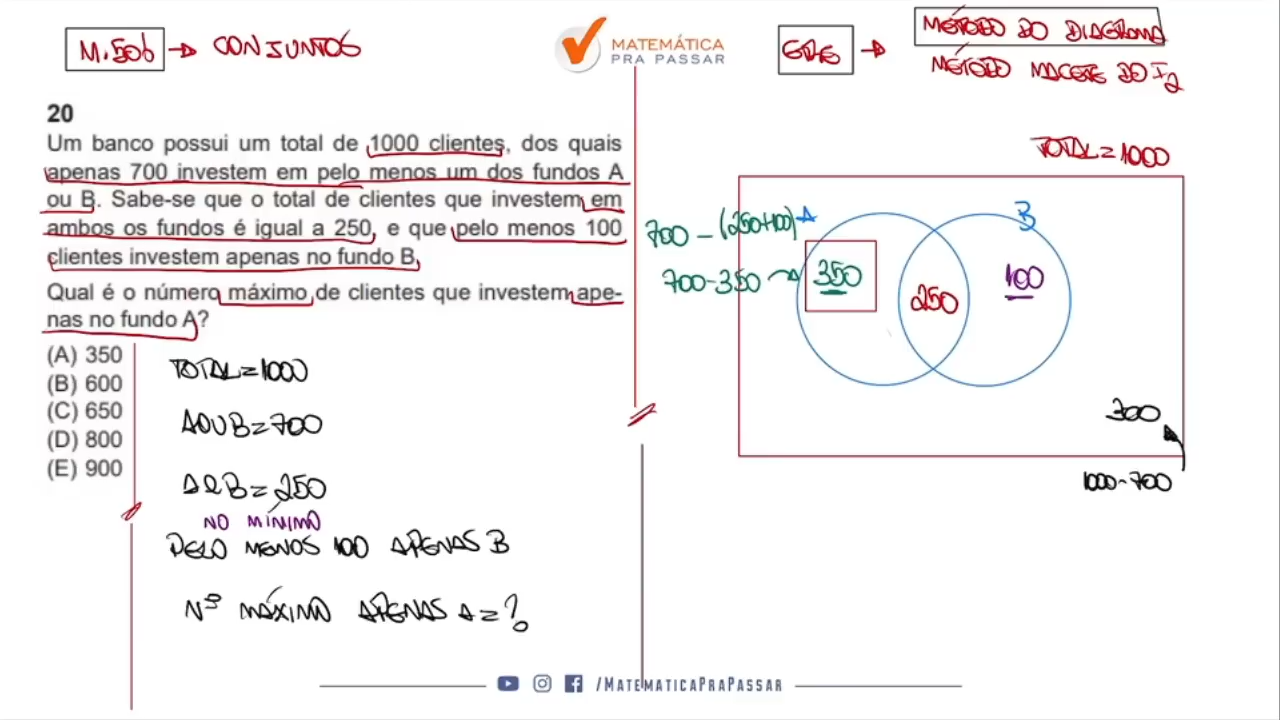 M.50b → CONJUNTOS
MATEMÁTICA
PRA PASSAR
→ MÉTODO DO DIAGRAMA
MÉTODO MACETE DO I2
20
Um banco possui um total de 1000 clientes, dos quais
apenas 700 investem em pelo menos um dos fundos A
ou B. Sabe-se que o total de clientes que investem em
ambos os fundos é igual a 250, e que pelo menos 100
clientes investem apenas no fundo B.
Qual é o número máximo de clientes que investem ape-
nas no fundo A?
(A) 350
(B) 600
(C) 650
(D) 800
(E) 900
TOTAL=1000
AOUB=700
AeB=250
NO MÍNIMO
PELO MENOS 100 APENAS B
Nº MÁXIMO APENAS A=?
TOTAL=1000
700-(250+100)
A
B
700-350 →
350
250
100
300
1000-700
/MATEMATICAPRAPASSAR